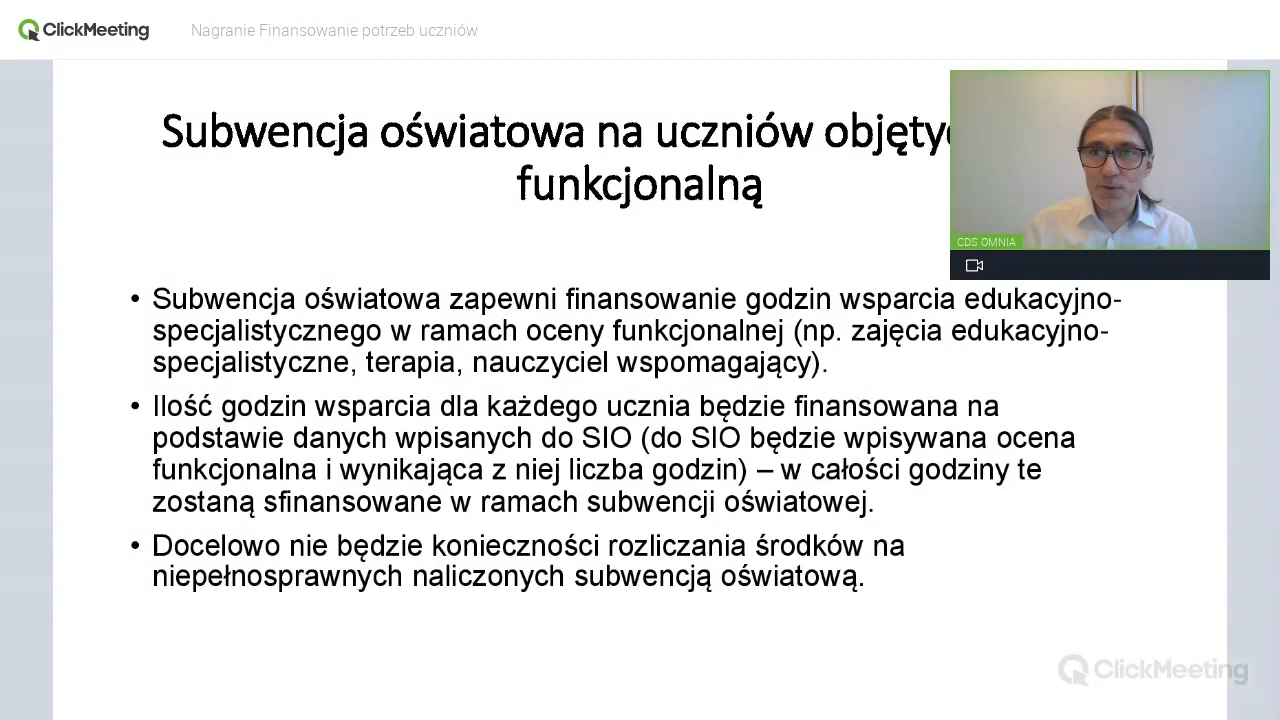 ClickMeeting
Nagranie Finansowanie potrzeb uczniów
Subwencja oświatowa na uczniów
funkcjonalną
CDS OMNIA
• Subwencja oświatowa zapewni finansowanie godzin wsparcia edukacyjno-
specjalistycznego w ramach oceny funkcjonalnej (np. zajęcia edukacyjno-
specjalistyczne, terapia, nauczyciel wspomagający).
• Ilość godzin wsparcia dla każdego ucznia będzie finansowana na
podstawie danych wpisanych do SIO (do SIO będzie wpisywana ocena
funkcjonalna i wynikająca z niej liczba godzin) – w całości godziny te
zostaną sfinansowane w ramach subwencji oświatowej.
• Docelowo nie będzie konieczności rozliczania środków na
niepełnosprawnych naliczonych subwencją oświatową.
ClickMeeting